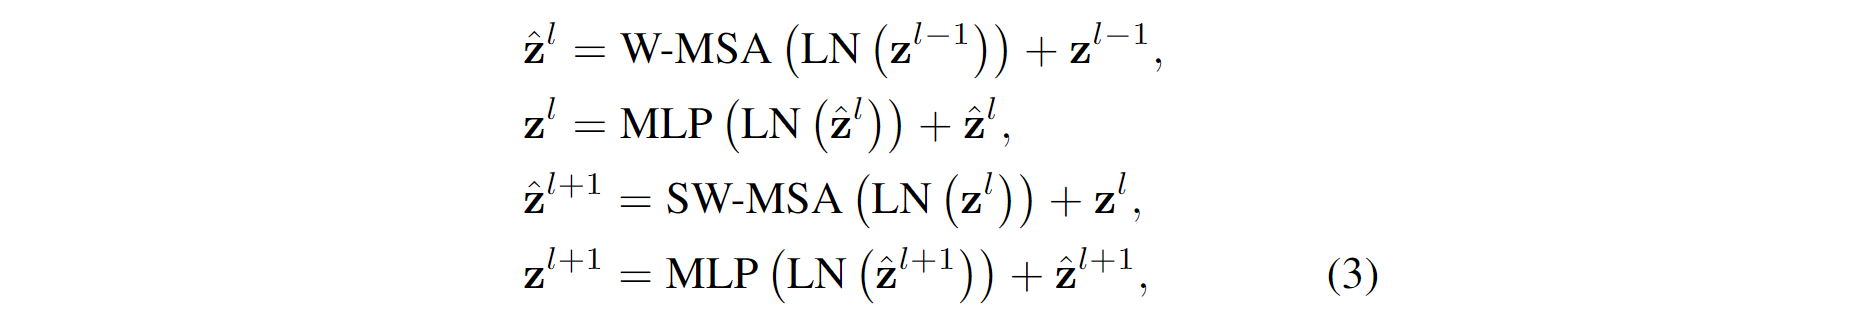 ẑ^l = W-MSA (LN (z^{l−1})) + z^{l−1},
z^l = MLP (LN (ẑ^l)) + ẑ^l,
ẑ^{l+1} = SW-MSA (LN (z^l)) + z^l,
z^{l+1} = MLP (LN (ẑ^{l+1})) + ẑ^{l+1}, (3)